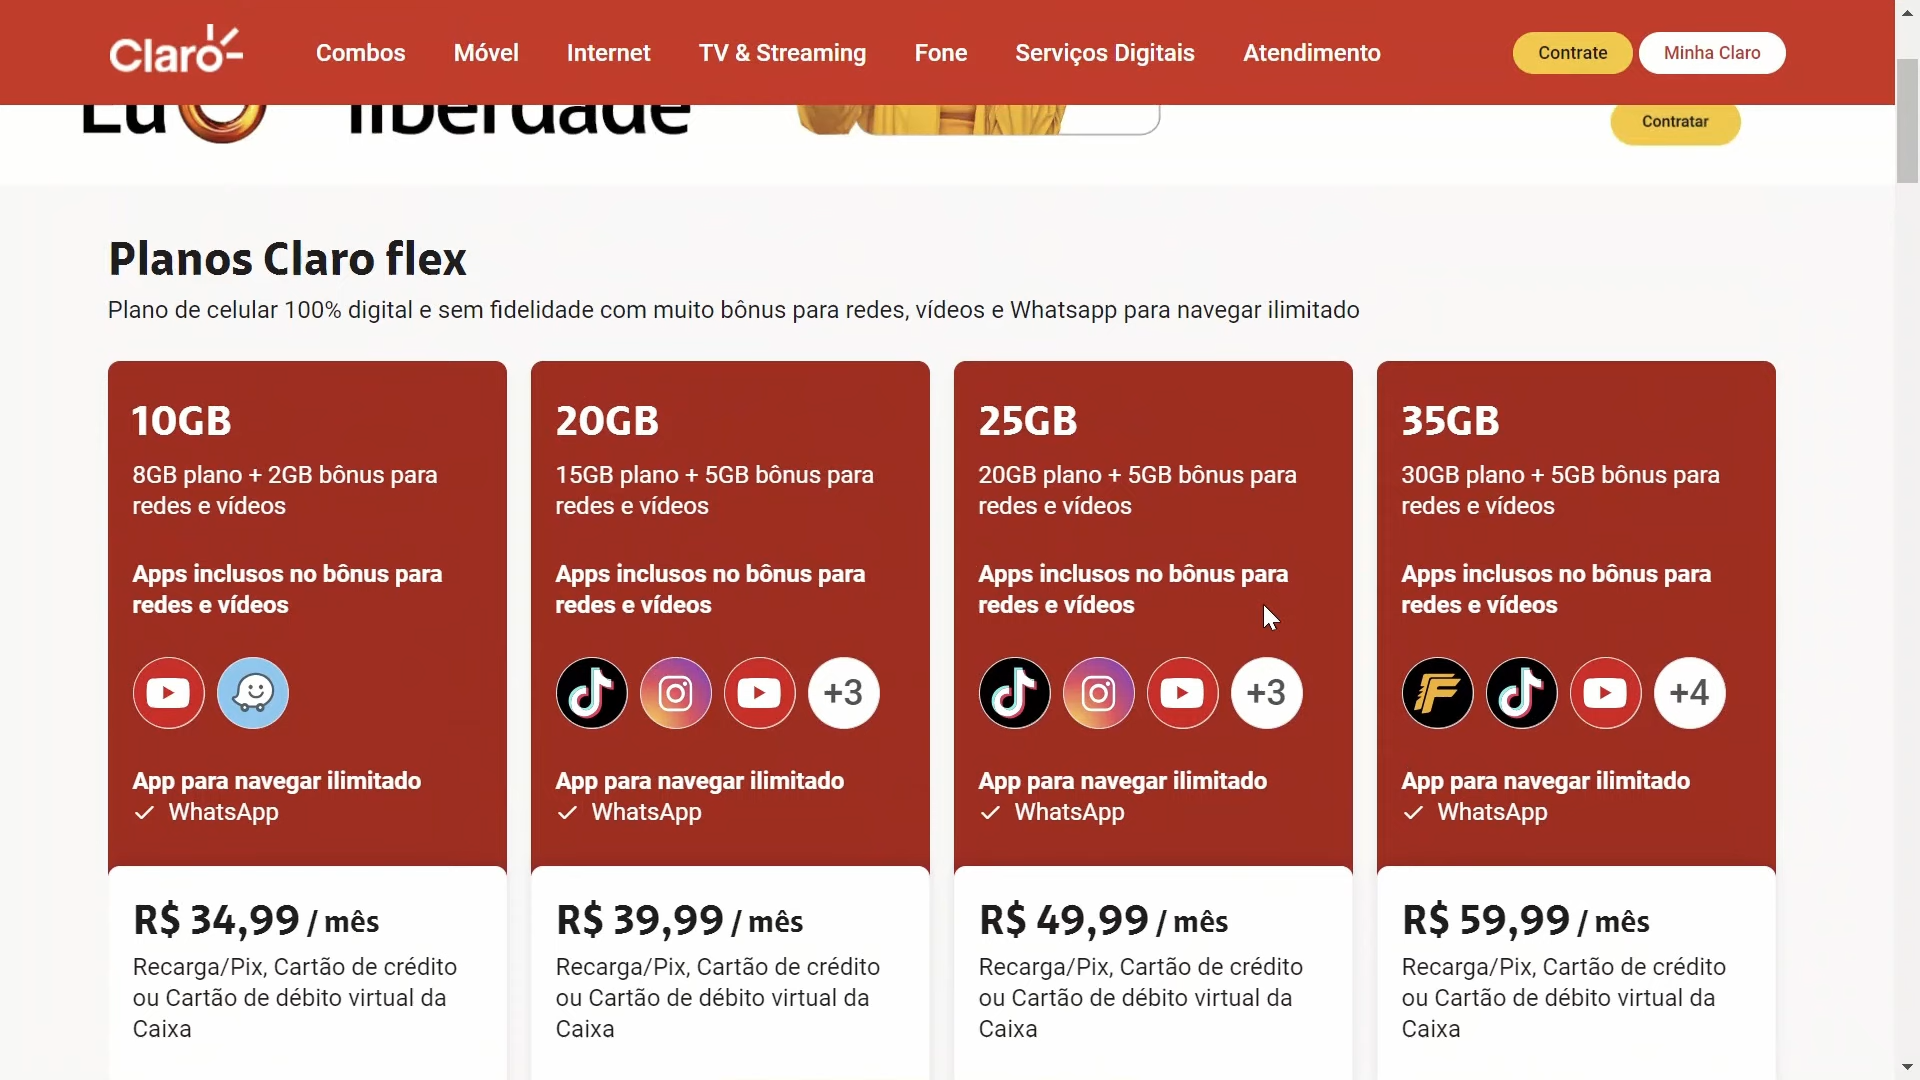 Claro
Combos
Móvel
Internet
TV & Streaming
Fone
Serviços Digitais
Atendimento
Contrate
Minha Claro
Eu
liberdade
Contratar
Planos Claro flex
Plano de celular 100% digital e sem fidelidade com muito bônus para redes, vídeos e Whatsapp para navegar ilimitado
10GB
8GB plano + 2GB bônus para
redes e vídeos
Apps inclusos no bônus para
redes e vídeos
App para navegar ilimitado
WhatsApp
R$ 34,99 / mês
Recarga/Pix, Cartão de crédito
ou Cartão de débito virtual da
Caixa
20GB
15GB plano + 5GB bônus para
redes e vídeos
Apps inclusos no bônus para
redes e vídeos
+3
App para navegar ilimitado
WhatsApp
R$ 39,99 / mês
Recarga/Pix, Cartão de crédito
ou Cartão de débito virtual da
Caixa
25GB
20GB plano + 5GB bônus para
redes e vídeos
Apps inclusos no bônus para
redes e vídeos
+3
App para navegar ilimitado
WhatsApp
R$ 49,99 / mês
Recarga/Pix, Cartão de crédito
ou Cartão de débito virtual da
Caixa
35GB
30GB plano + 5GB bônus para
redes e vídeos
Apps inclusos no bônus para
redes e vídeos
F
+4
App para navegar ilimitado
WhatsApp
R$ 59,99 / mês
Recarga/Pix, Cartão de crédito
ou Cartão de débito virtual da
Caixa